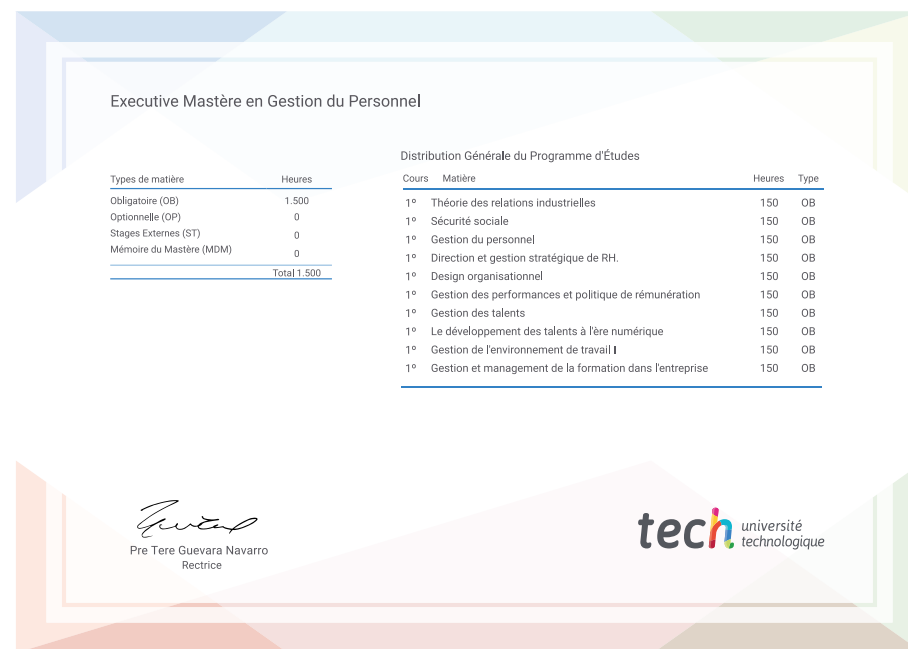 Executive Mastère en Gestion du Personnel
Types de matière Heures
Obligatoire (OB) 1.500
Optionnelle (OP) 0
Stages Externes (ST) 0
Mémoire du Mastère (MDM) 0
Total 1.500
Distribution Générale du Programme d'Études
Cours Matière Heures Type
1º Théorie des relations industrielles 150 OB
1º Sécurité sociale 150 OB
1º Gestion du personnel 150 OB
1º Direction et gestion stratégique de RH. 150 OB
1º Design organisationnel 150 OB
1º Gestion des performances et politique de rémunération 150 OB
1º Gestion des talents 150 OB
1º Le développement des talents à l'ère numérique 150 OB
1º Gestion de l'environnement de travail I 150 OB
1º Gestion et management de la formation dans l'entreprise 150 OB
Pre Tere Guevara Navarro
Rectrice
tech université
technologique